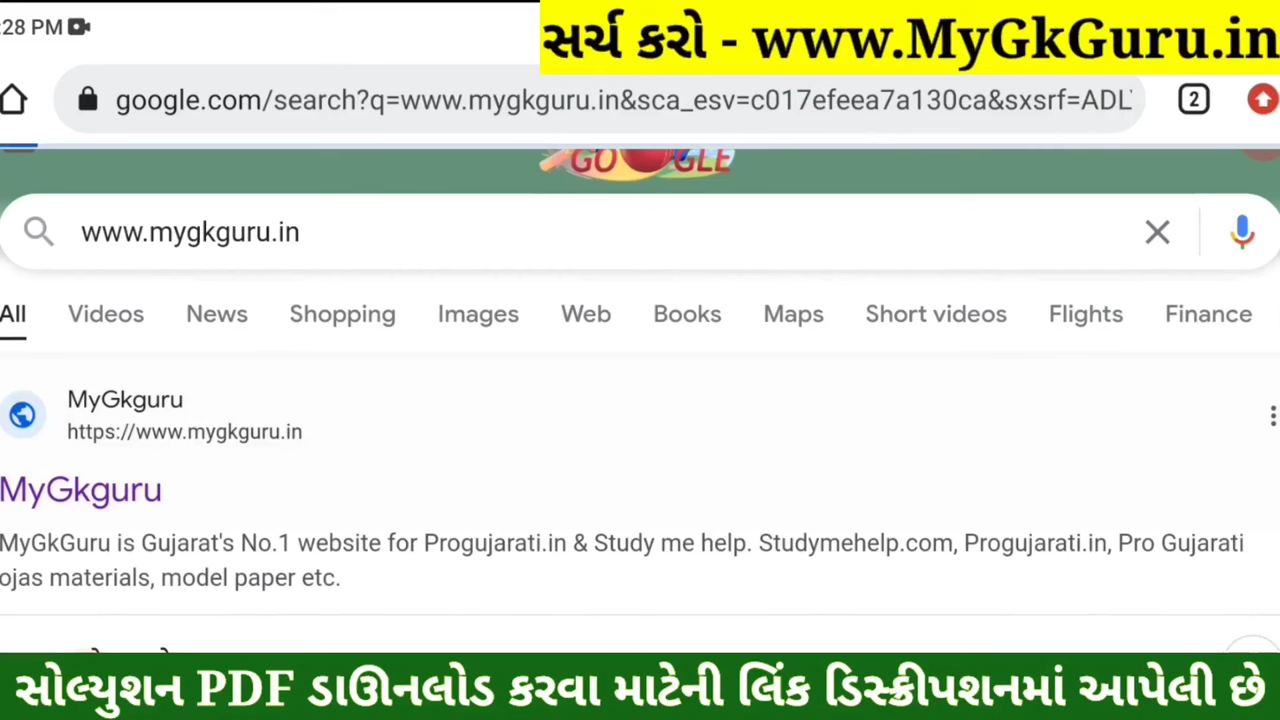 :28 PM
સર્ચ કરો - www.MyGkGuru.in
google.com/search?q=www.mygkguru.in&sca_esv=c017efeea7a130ca&sxsrf=ADL
2
GO GLE
www.mygkguru.in
All Videos News Shopping Images Web Books Maps Short videos Flights Finance
MyGkguru
https://www.mygkguru.in
MyGkguru
MyGkGuru is Gujarat's No.1 website for Progujarati.in & Study me help. Studymehelp.com, Progujarati.in, Pro Gujarati
ojas materials, model paper etc.
સોલ્યુશન PDF ડાઊનલોડ કરવા માટેની લિંક ડિસ્ક્રીપશનમાં આપેલી છે